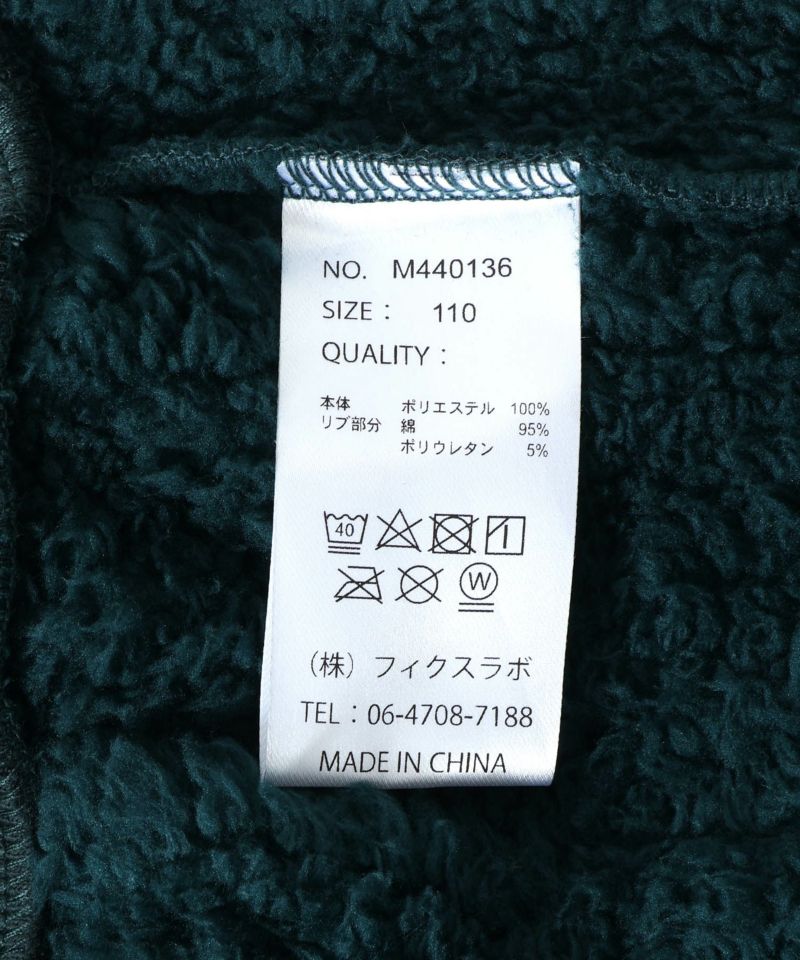 NO. M440136
SIZE : 110
QUALITY :
本体 ポリエステル 100%
リブ部分 綿 95%
ポリウレタン 5%
40
W
(株) フィクスラボ
TEL : 06-4708-7188
MADE IN CHINA